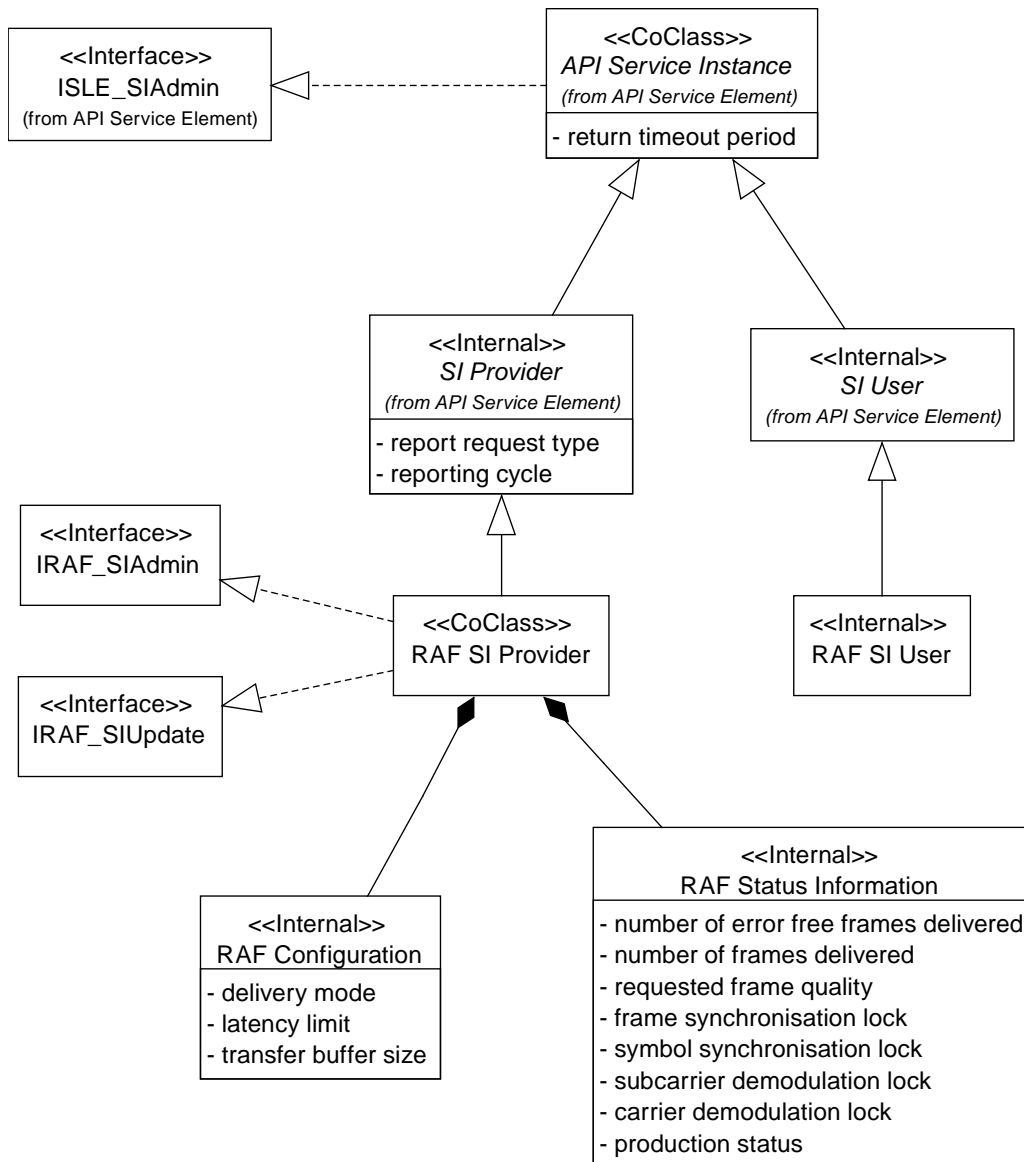 <<Interface>>
ISLE_SIAdmin
(from API Service Element)
<<CoClass>>
API Service Instance
(from API Service Element)
- return timeout period
<<Internal>>
SI Provider
(from API Service Element)
- report request type
- reporting cycle
<<Internal>>
SI User
(from API Service Element)
<<Interface>>
IRAF_SIAdmin
<<CoClass>>
RAF SI Provider
<<Internal>>
RAF SI User
<<Interface>>
IRAF_SIUpdate
<<Internal>>
RAF Configuration
- delivery mode
- latency limit
- transfer buffer size
<<Internal>>
RAF Status Information
- number of error free frames delivered
- number of frames delivered
- requested frame quality
- frame synchronisation lock
- symbol synchronisation lock
- subcarrier demodulation lock
- carrier demodulation lock
- production status